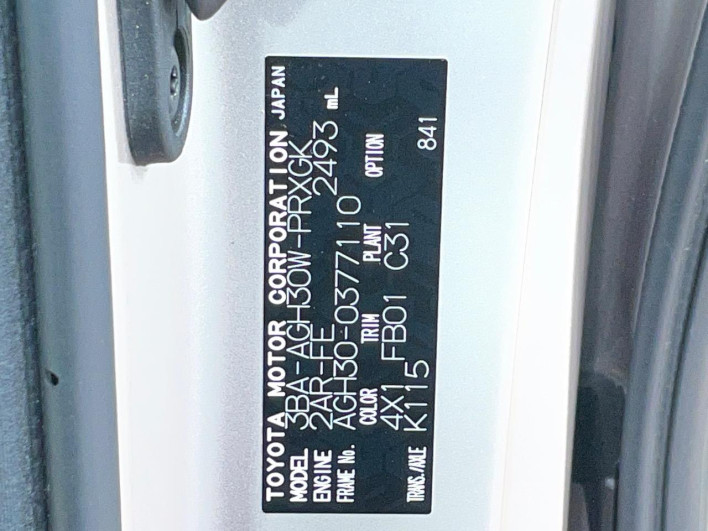 TOYOTA MOTOR CORPORATION JAPAN
MODEL 3BA-AGH30W-PRXGK
ENGINE 2AR-FE 2493 mL
FRAME No. AGH30-0377110
COLOR TRIM PLANT OPTION
4X1 FB01 C31
TRANS./AXLE K115 841